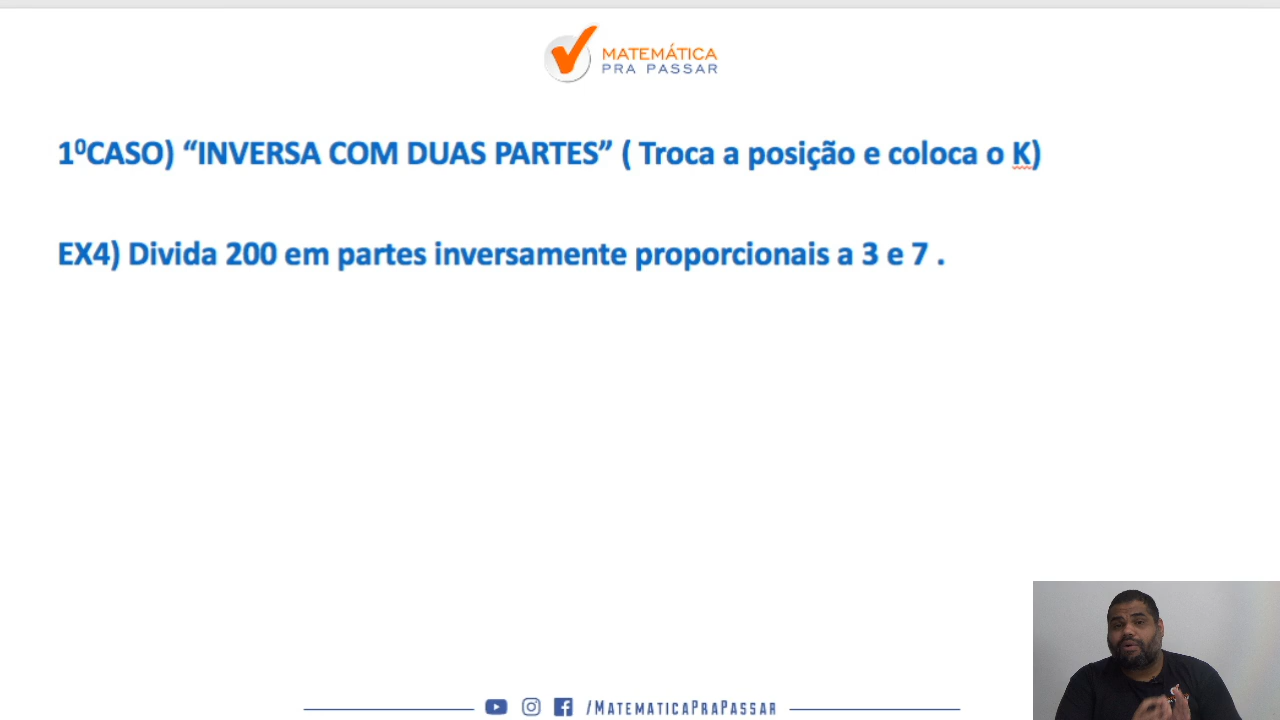 MATEMÁTICA
PRA PASSAR
1ºCASO) “INVERSA COM DUAS PARTES” ( Troca a posição e coloca o K)
EX4) Divida 200 em partes inversamente proporcionais a 3 e 7 .
/MATEMATICAPRAPASSAR